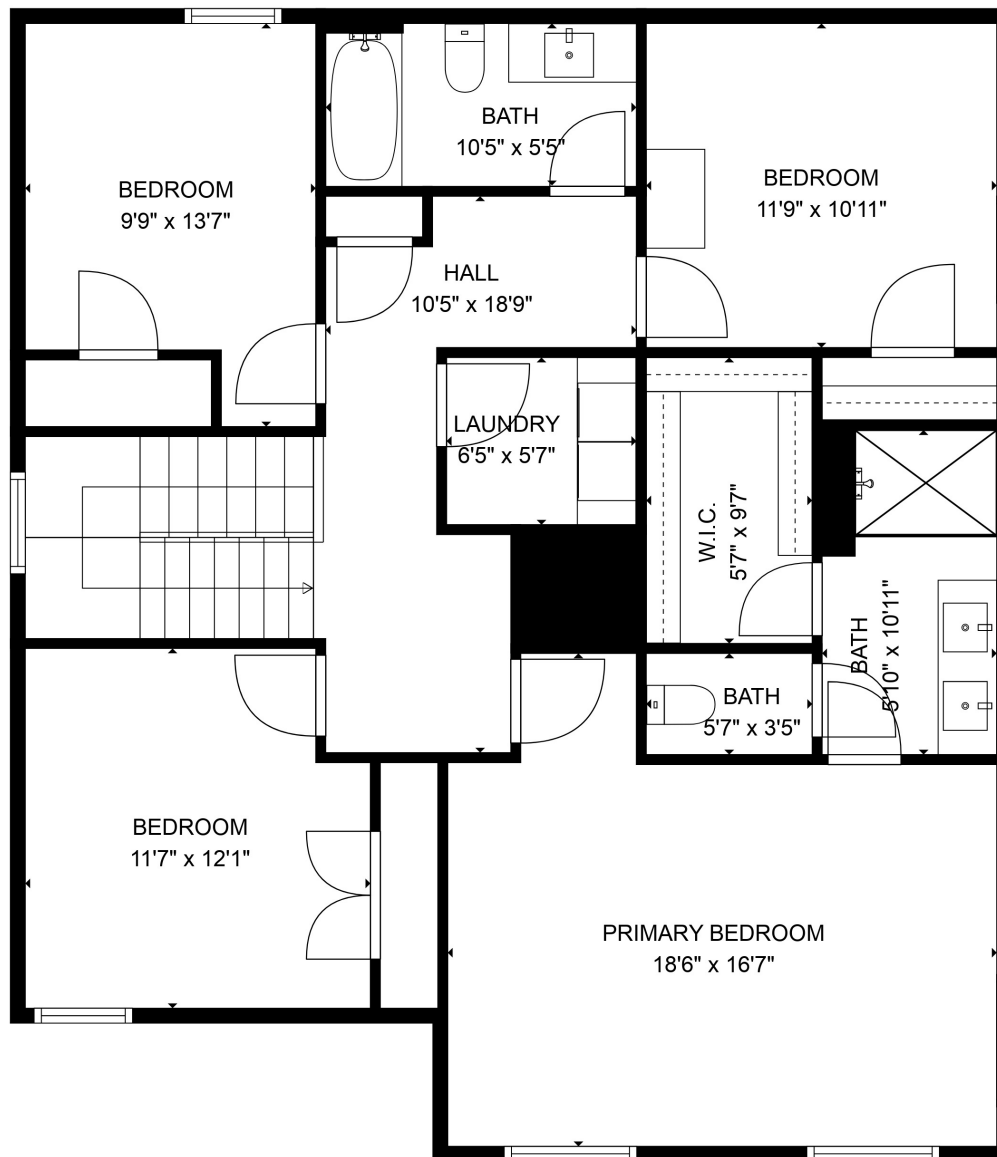 BATH
10'5" x 5'5"
BEDROOM
9'9" x 13'7"
BEDROOM
11'9" x 10'11"
HALL
10'5" x 18'9"
LAUNDRY
6'5" x 5'7"
W.I.C.
5'7" x 9'7"
BATH
5'10" x 10'11"
BATH
5'7" x 3'5"
BEDROOM
11'7" x 12'1"
PRIMARY BEDROOM
18'6" x 16'7"